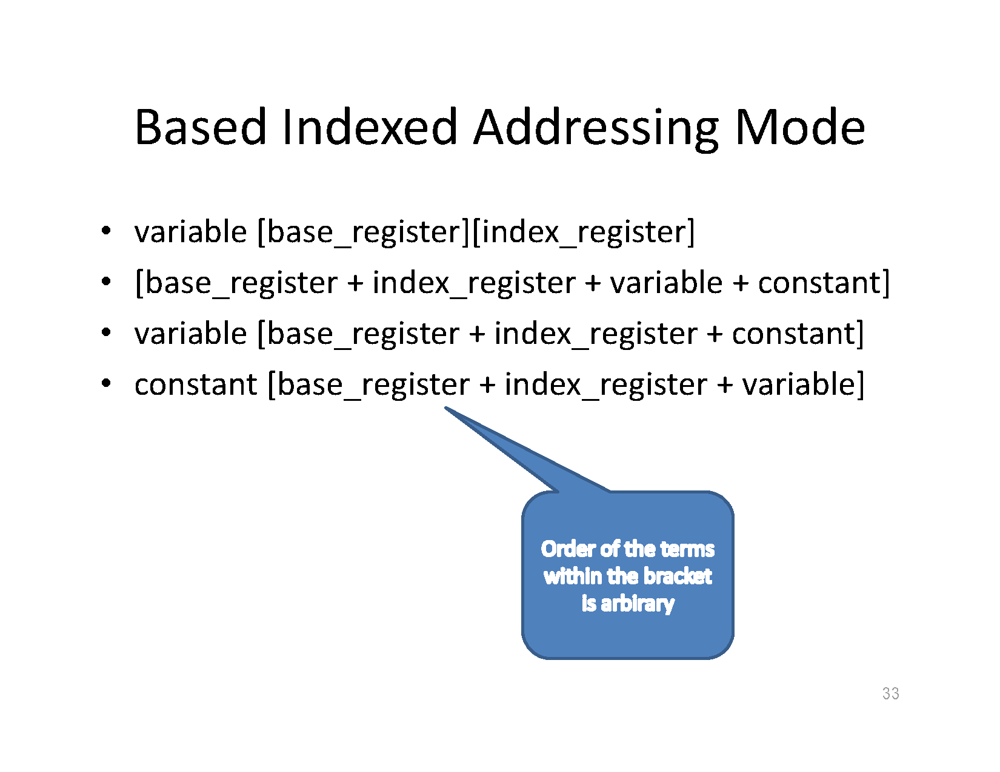 Based Indexed Addressing Mode
• variable [base_register][index_register]
• [base_register + index_register + variable + constant]
• variable [base_register + index_register + constant]
• constant [base_register + index_register + variable]
Order of the terms
within the bracket
is arbirary
33